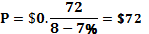 P = $0. 72 / 8 − 7% = $72